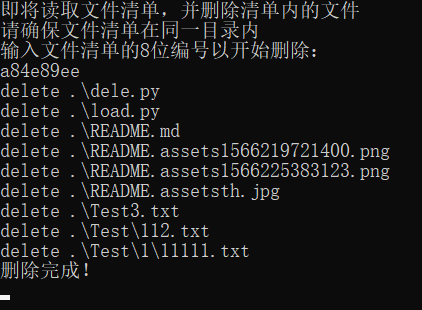 即将读取文件清单，并删除清单内的文件
请确保文件清单在同一目录内
输入文件清单的8位编号以开始删除：
a84e89ee
delete .\dele.py
delete .\load.py
delete .\README.md
delete .\README.assets1566219721400.png
delete .\README.assets1566225383123.png
delete .\README.assetsth.jpg
delete .\Test3.txt
delete .\Test\112.txt
delete .\Test\1\11111.txt
删除完成！